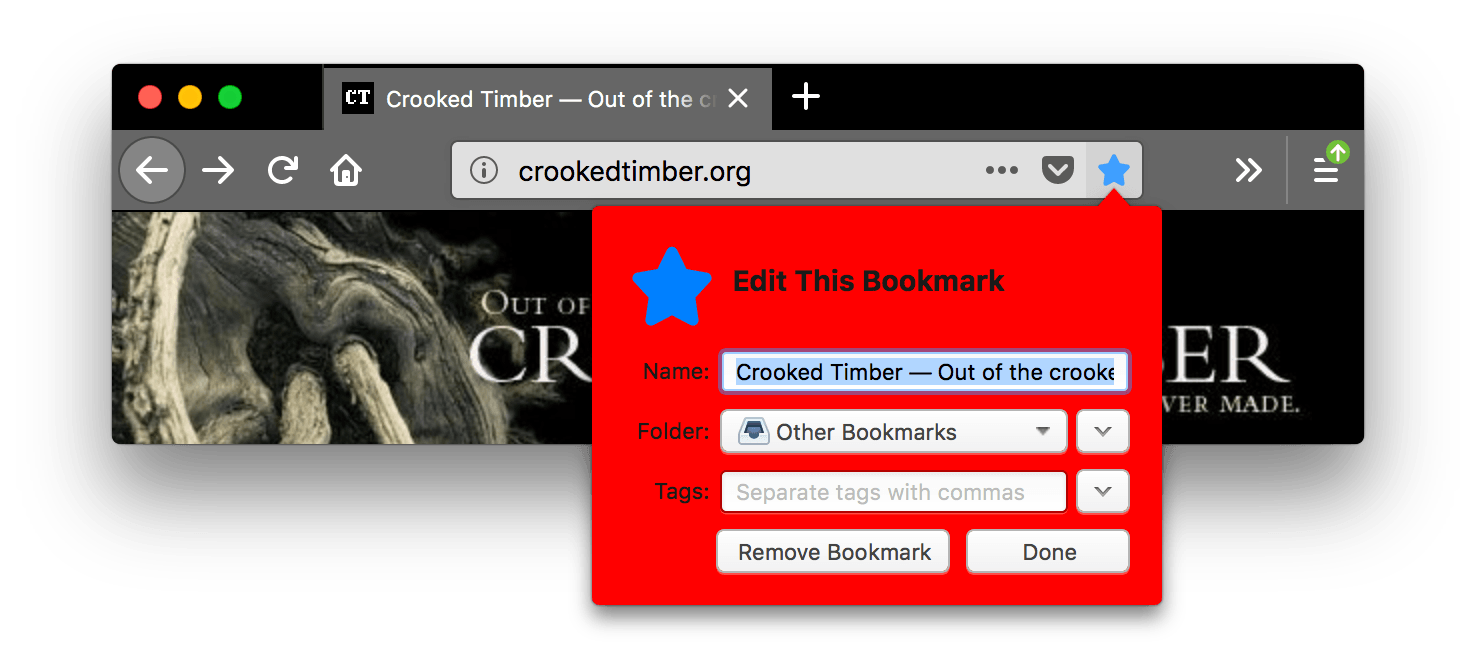 CT Crooked Timber — Out of the c
crookedtimber.org
OUT OF
CR
BER
VER MADE.
Edit This Bookmark
Name: Crooked Timber — Out of the crooke
Folder: Other Bookmarks
Tags: Separate tags with commas
Remove Bookmark Done